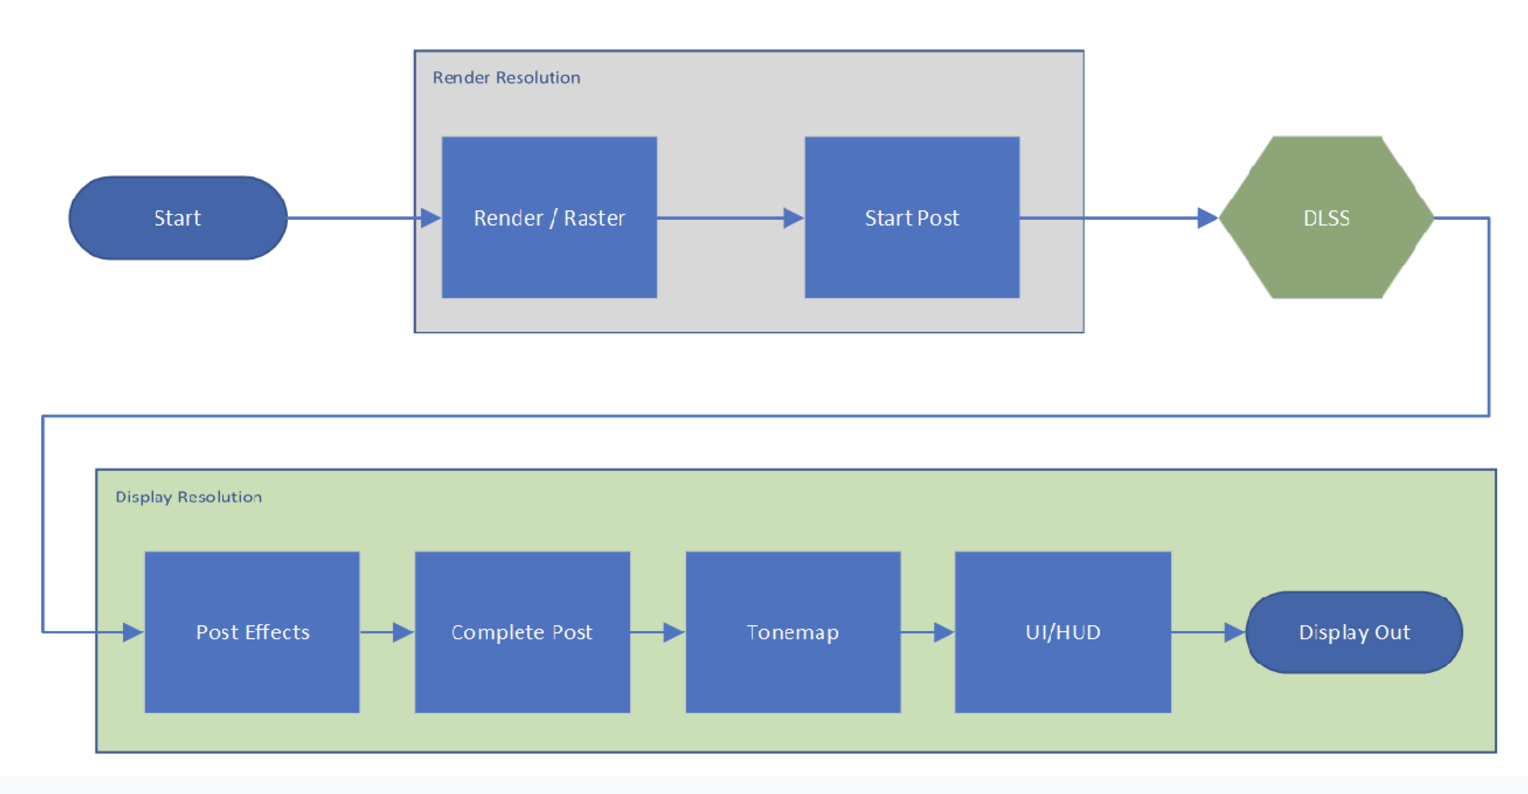 Render Resolution
Start
Render / Raster
Start Post
DLSS
Display Resolution
Post Effects
Complete Post
Tonemap
UI/HUD
Display Out